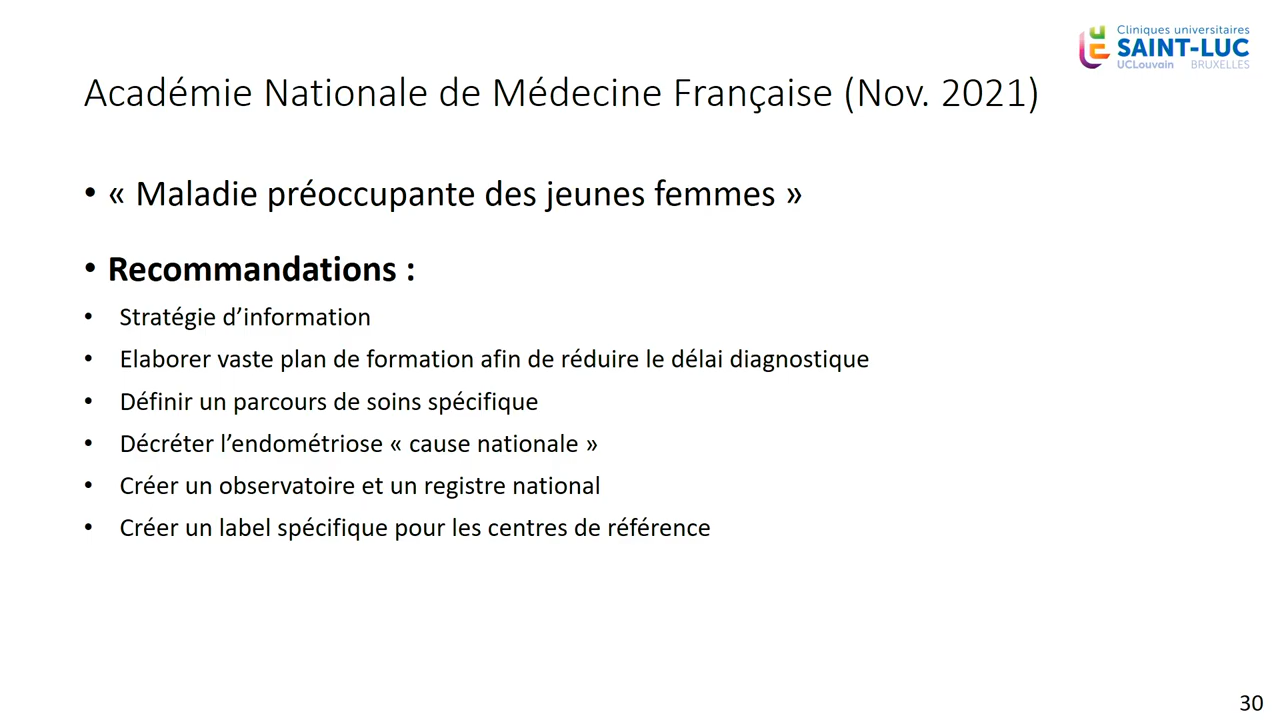 Cliniques universitaires
SAINT-LUC
UCLouvain BRUXELLES
Académie Nationale de Médecine Française (Nov. 2021)
• « Maladie préoccupante des jeunes femmes »
• Recommandations :
• Stratégie d’information
• Elaborer vaste plan de formation afin de réduire le délai diagnostique
• Définir un parcours de soins spécifique
• Décréter l’endométriose « cause nationale »
• Créer un observatoire et un registre national
• Créer un label spécifique pour les centres de référence
30